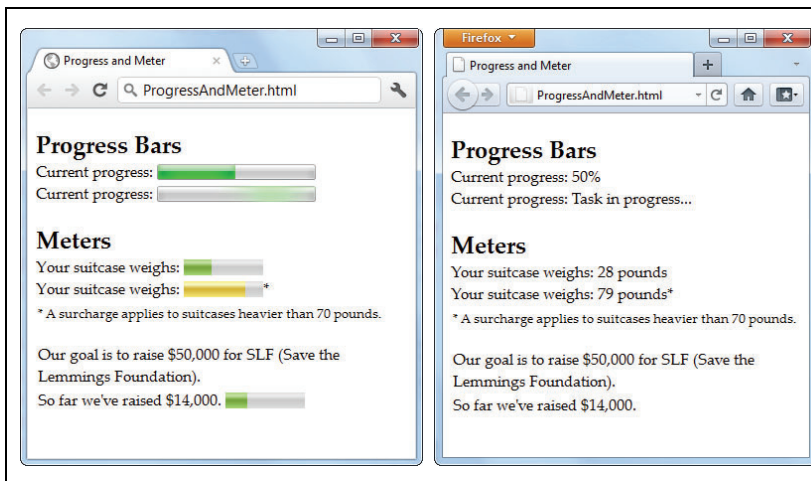 Progress and Meter
ProgressAndMeter.html
Progress Bars
Current progress:
Current progress:
Meters
Your suitcase weighs:
Your suitcase weighs: *
* A surcharge applies to suitcases heavier than 70 pounds.
Our goal is to raise $50,000 for SLF (Save the
Lemmings Foundation).
So far we've raised $14,000.
Firefox
Progress and Meter
ProgressAndMeter.html
Progress Bars
Current progress: 50%
Current progress: Task in progress...
Meters
Your suitcase weighs: 28 pounds
Your suitcase weighs: 79 pounds*
* A surcharge applies to suitcases heavier than 70 pounds.
Our goal is to raise $50,000 for SLF (Save the
Lemmings Foundation).
So far we've raised $14,000.